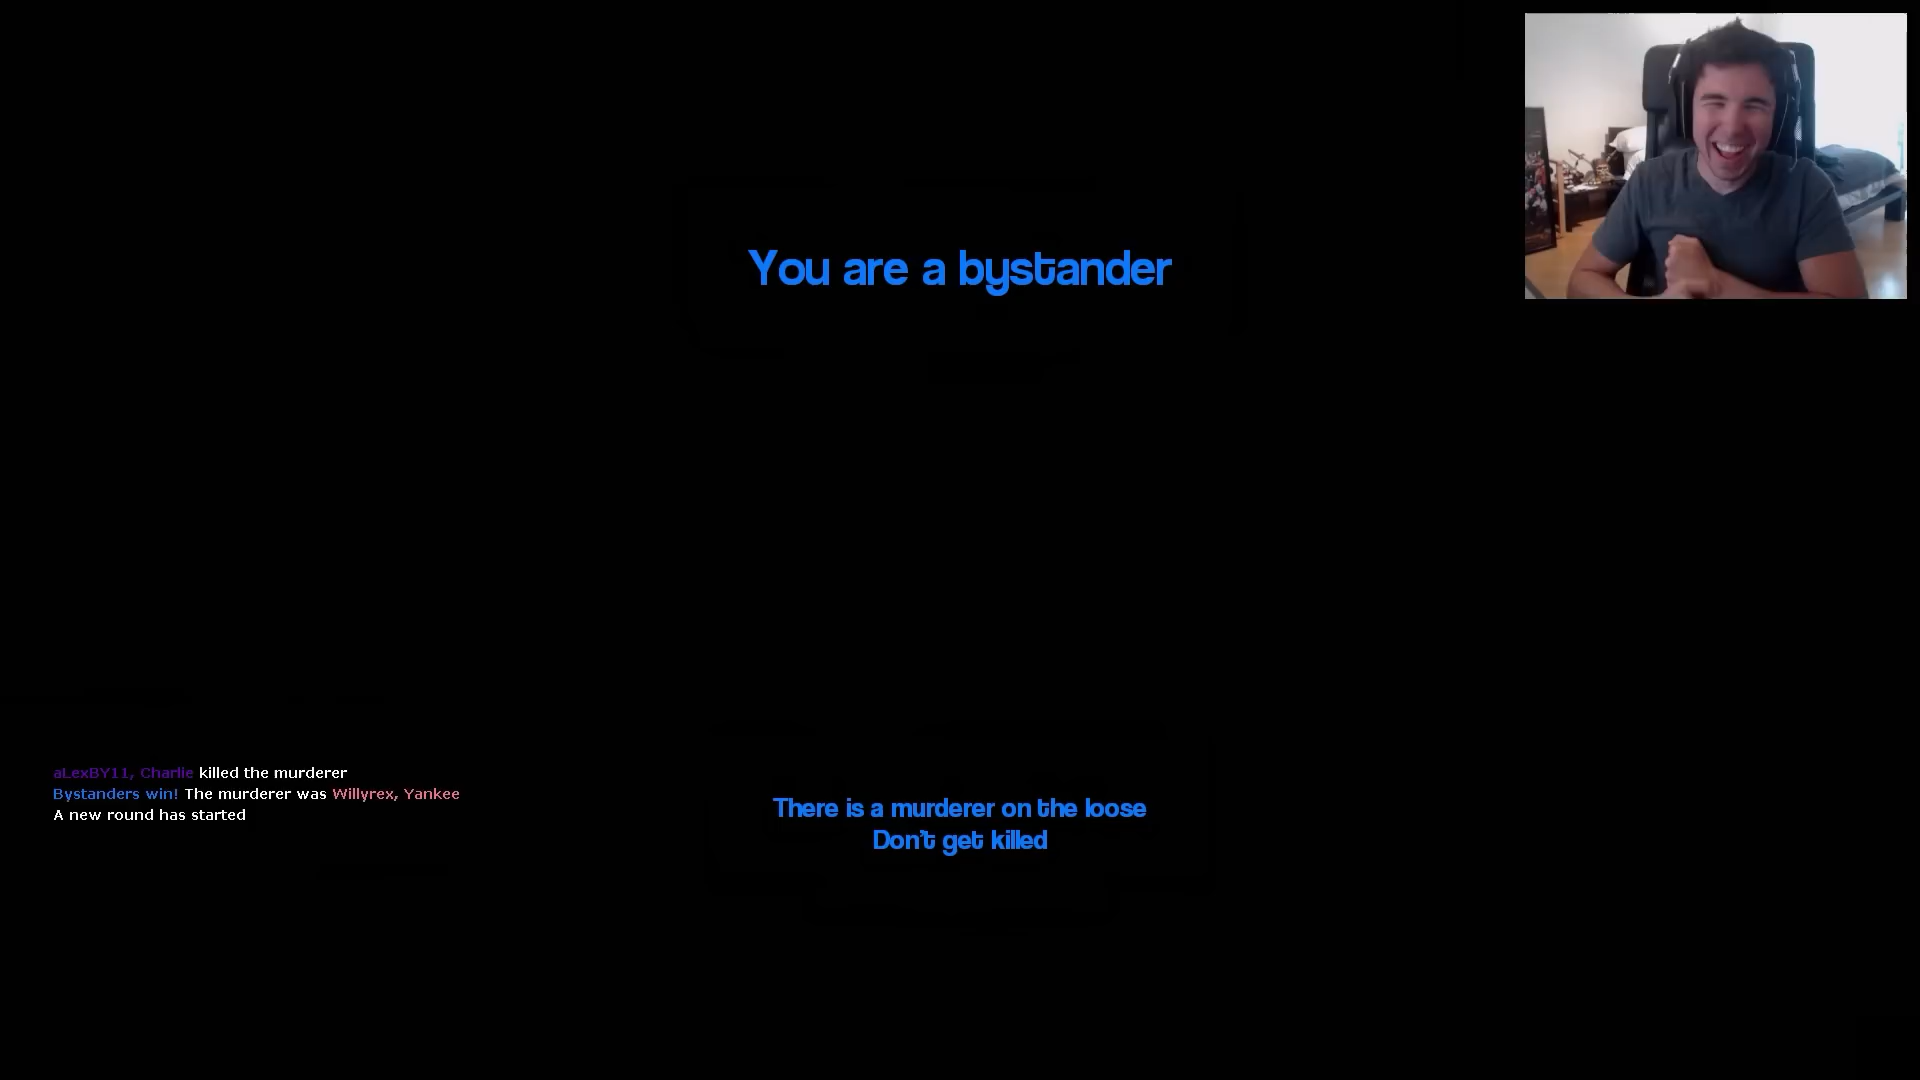 You are a bystander
aLexBY11, Charlie killed the murderer
Bystanders win! The murderer was Willyrex, Yankee
A new round has started
There is a murderer on the loose
Don't get killed